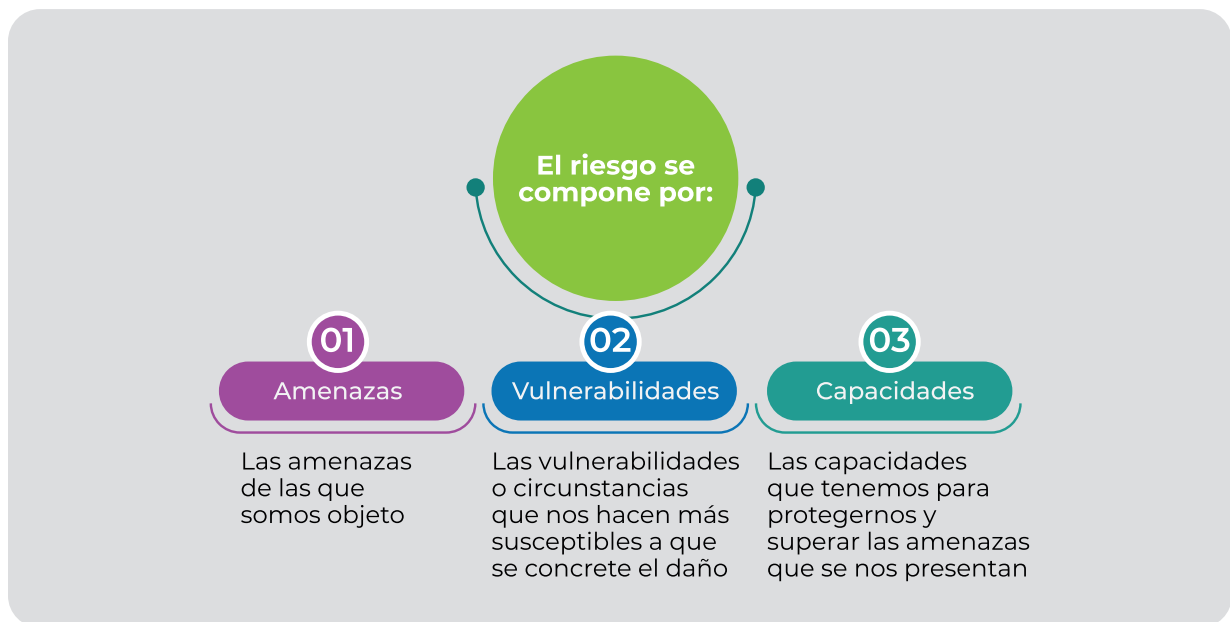 El riesgo se
compone por:
01
Amenazas
Las amenazas
de las que
somos objeto
02
Vulnerabilidades
Las vulnerabilidades
o circunstancias
que nos hacen más
susceptibles a que
se concrete el daño
03
Capacidades
Las capacidades
que tenemos para
protegernos y
superar las amenazas
que se nos presentan